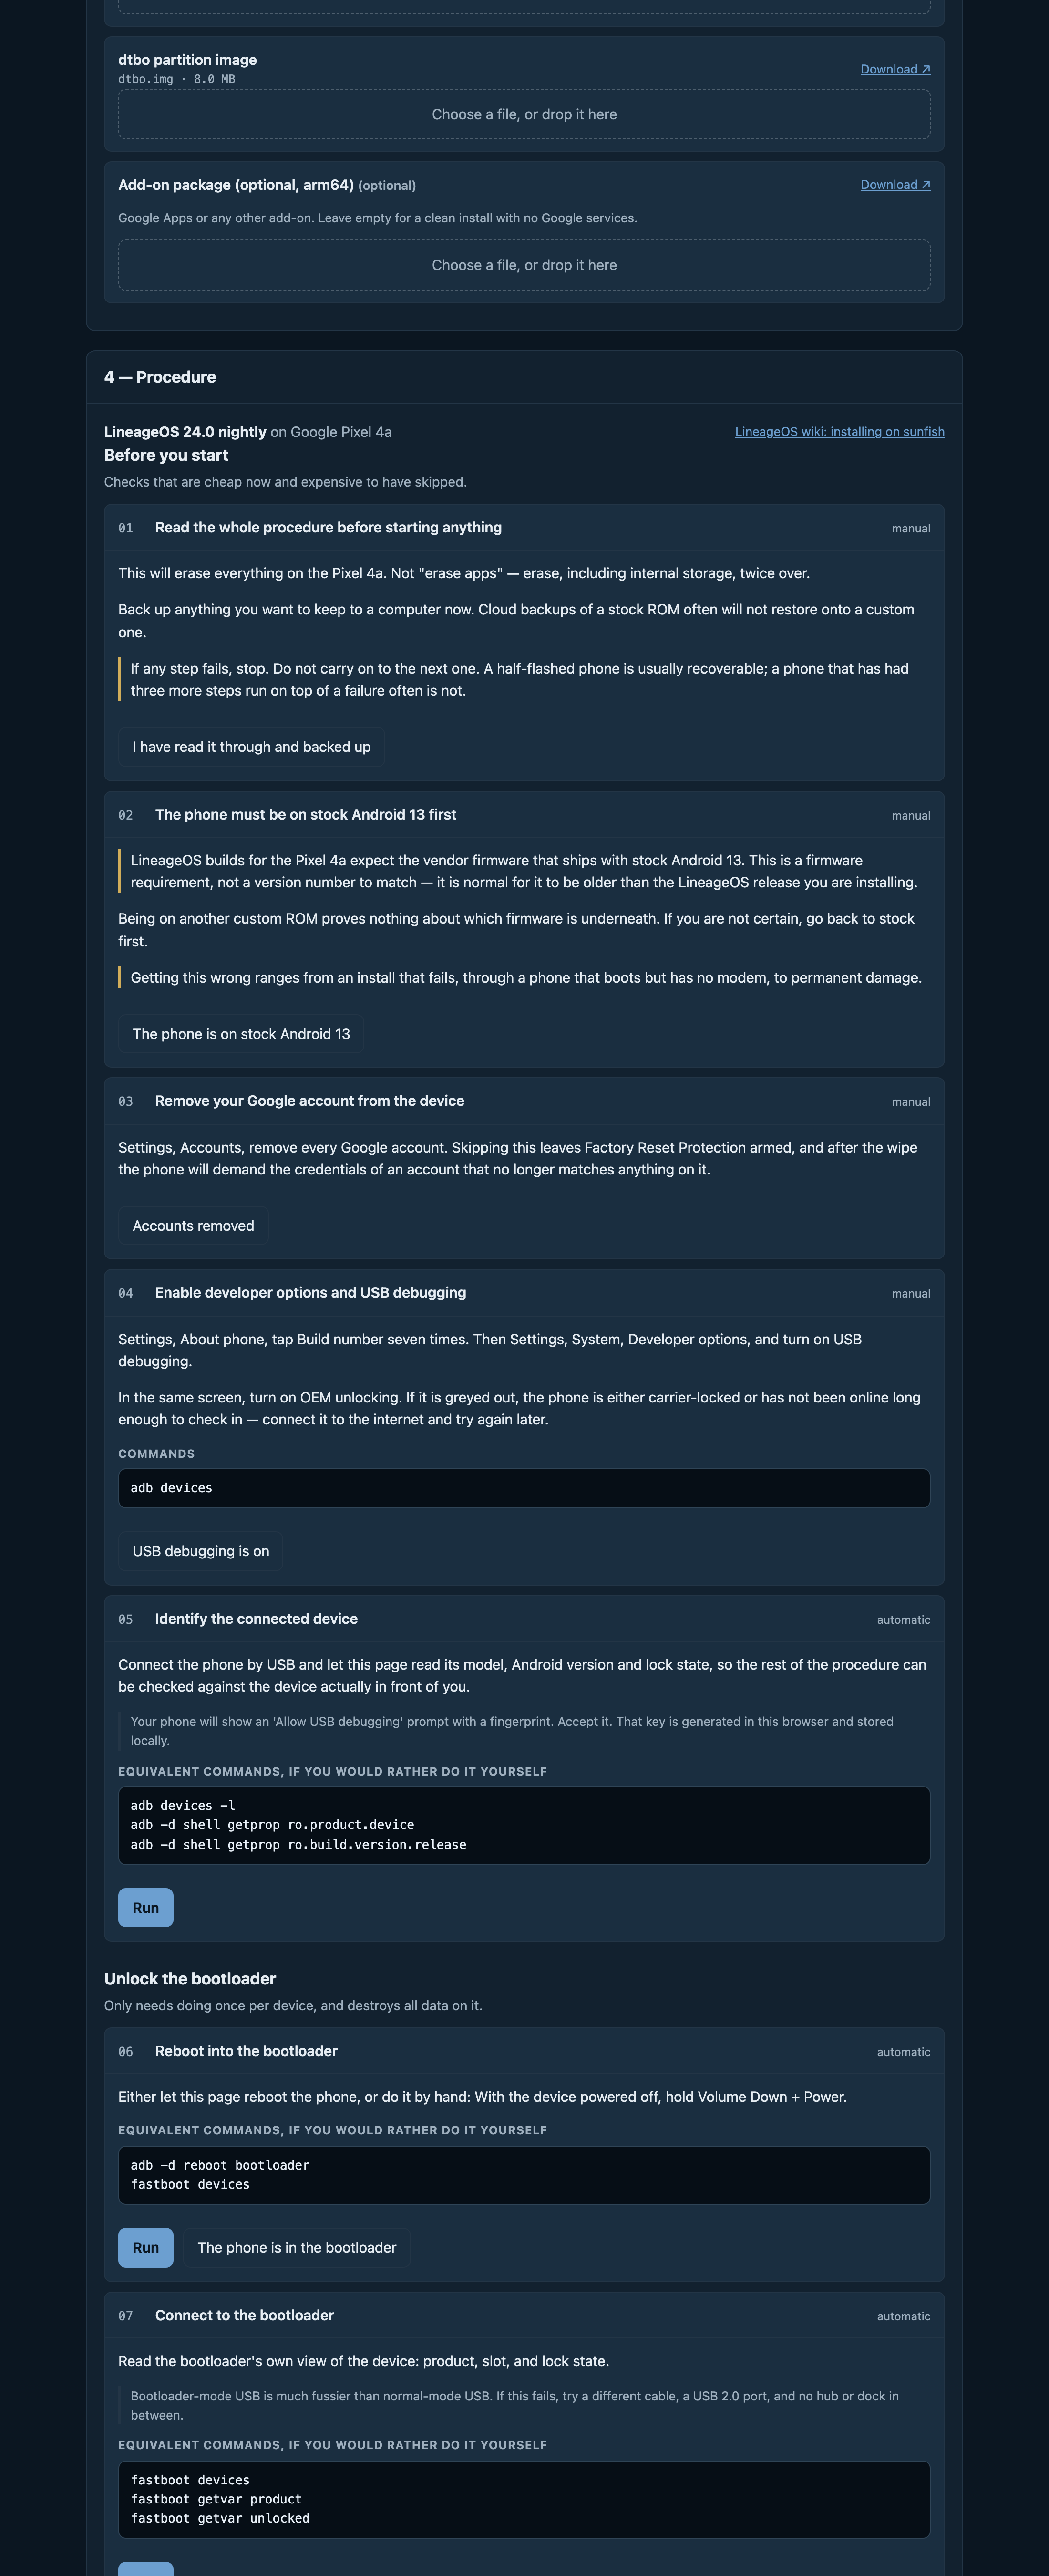 dtbo partition image
Download ↗
dtbo.img · 8.0 MB
Choose a file, or drop it here
Add-on package (optional, arm64) (optional)
Download ↗
Google Apps or any other add-on. Leave empty for a clean install with no Google services.
Choose a file, or drop it here
4 — Procedure
LineageOS 24.0 nightly on Google Pixel 4a
LineageOS wiki: installing on sunfish
Before you start
Checks that are cheap now and expensive to have skipped.
01 Read the whole procedure before starting anything manual
This will erase everything on the Pixel 4a. Not "erase apps" — erase, including internal storage, twice over.
Back up anything you want to keep to a computer now. Cloud backups of a stock ROM often will not restore onto a custom
one.
If any step fails, stop. Do not carry on to the next one. A half-flashed phone is usually recoverable; a phone that has had
three more steps run on top of a failure often is not.
I have read it through and backed up
02 The phone must be on stock Android 13 first manual
LineageOS builds for the Pixel 4a expect the vendor firmware that ships with stock Android 13. This is a firmware
requirement, not a version number to match — it is normal for it to be older than the LineageOS release you are installing.
Being on another custom ROM proves nothing about which firmware is underneath. If you are not certain, go back to stock
first.
Getting this wrong ranges from an install that fails, through a phone that boots but has no modem, to permanent damage.
The phone is on stock Android 13
03 Remove your Google account from the device manual
Settings, Accounts, remove every Google account. Skipping this leaves Factory Reset Protection armed, and after the wipe
the phone will demand the credentials of an account that no longer matches anything on it.
Accounts removed
04 Enable developer options and USB debugging manual
Settings, About phone, tap Build number seven times. Then Settings, System, Developer options, and turn on USB
debugging.
In the same screen, turn on OEM unlocking. If it is greyed out, the phone is either carrier-locked or has not been online long
enough to check in — connect it to the internet and try again later.
COMMANDS
adb devices
USB debugging is on
05 Identify the connected device automatic
Connect the phone by USB and let this page read its model, Android version and lock state, so the rest of the procedure can
be checked against the device actually in front of you.
Your phone will show an 'Allow USB debugging' prompt with a fingerprint. Accept it. That key is generated in this browser and stored
locally.
EQUIVALENT COMMANDS, IF YOU WOULD RATHER DO IT YOURSELF
adb devices -l
adb -d shell getprop ro.product.device
adb -d shell getprop ro.build.version.release
Run
Unlock the bootloader
Only needs doing once per device, and destroys all data on it.
06 Reboot into the bootloader automatic
Either let this page reboot the phone, or do it by hand: With the device powered off, hold Volume Down + Power.
EQUIVALENT COMMANDS, IF YOU WOULD RATHER DO IT YOURSELF
adb -d reboot bootloader
fastboot devices
Run
The phone is in the bootloader
07 Connect to the bootloader automatic
Read the bootloader's own view of the device: product, slot, and lock state.
Bootloader-mode USB is much fussier than normal-mode USB. If this fails, try a different cable, a USB 2.0 port, and no hub or dock in
between.
EQUIVALENT COMMANDS, IF YOU WOULD RATHER DO IT YOURSELF
fastboot devices
fastboot getvar product
fastboot getvar unlocked